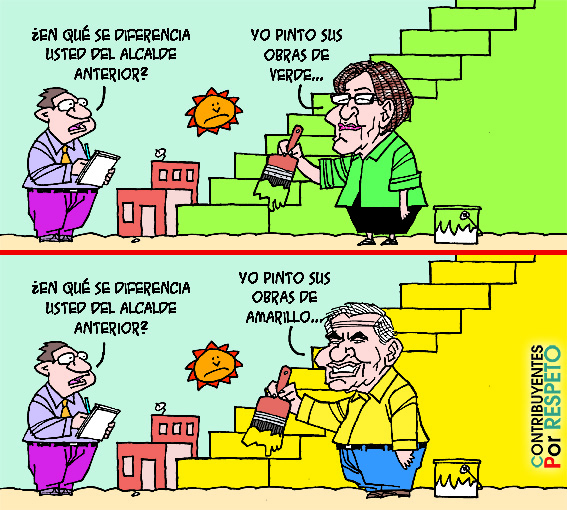 ¿EN QUÉ SE DIFERENCIA
USTED DEL ALCALDE
ANTERIOR?
YO PINTO SUS
OBRAS DE
VERDE...
¿EN QUÉ SE DIFERENCIA
USTED DEL ALCALDE
ANTERIOR?
YO PINTO SUS
OBRAS DE
AMARILLO...
CONTRIBUYENTES
Por RESPETO